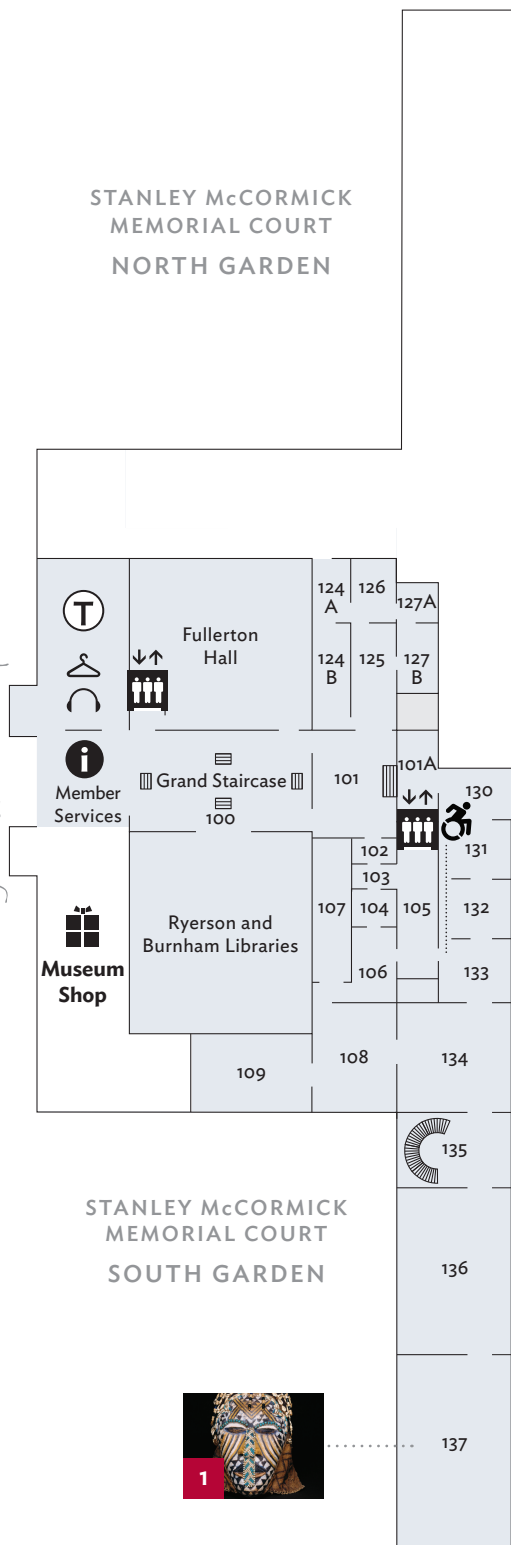 STANLEY McCORMICK
MEMORIAL COURT
NORTH GARDEN
T
Fullerton
Hall
124
A
126
127A
124
B
125
127
B
i
Member
Services
Grand Staircase
100
101
101A
130
102
131
103
107
104
105
132
Ryerson and
Burnham Libraries
Museum
Shop
106
133
109
108
134
135
STANLEY McCORMICK
MEMORIAL COURT
SOUTH GARDEN
136
137
1